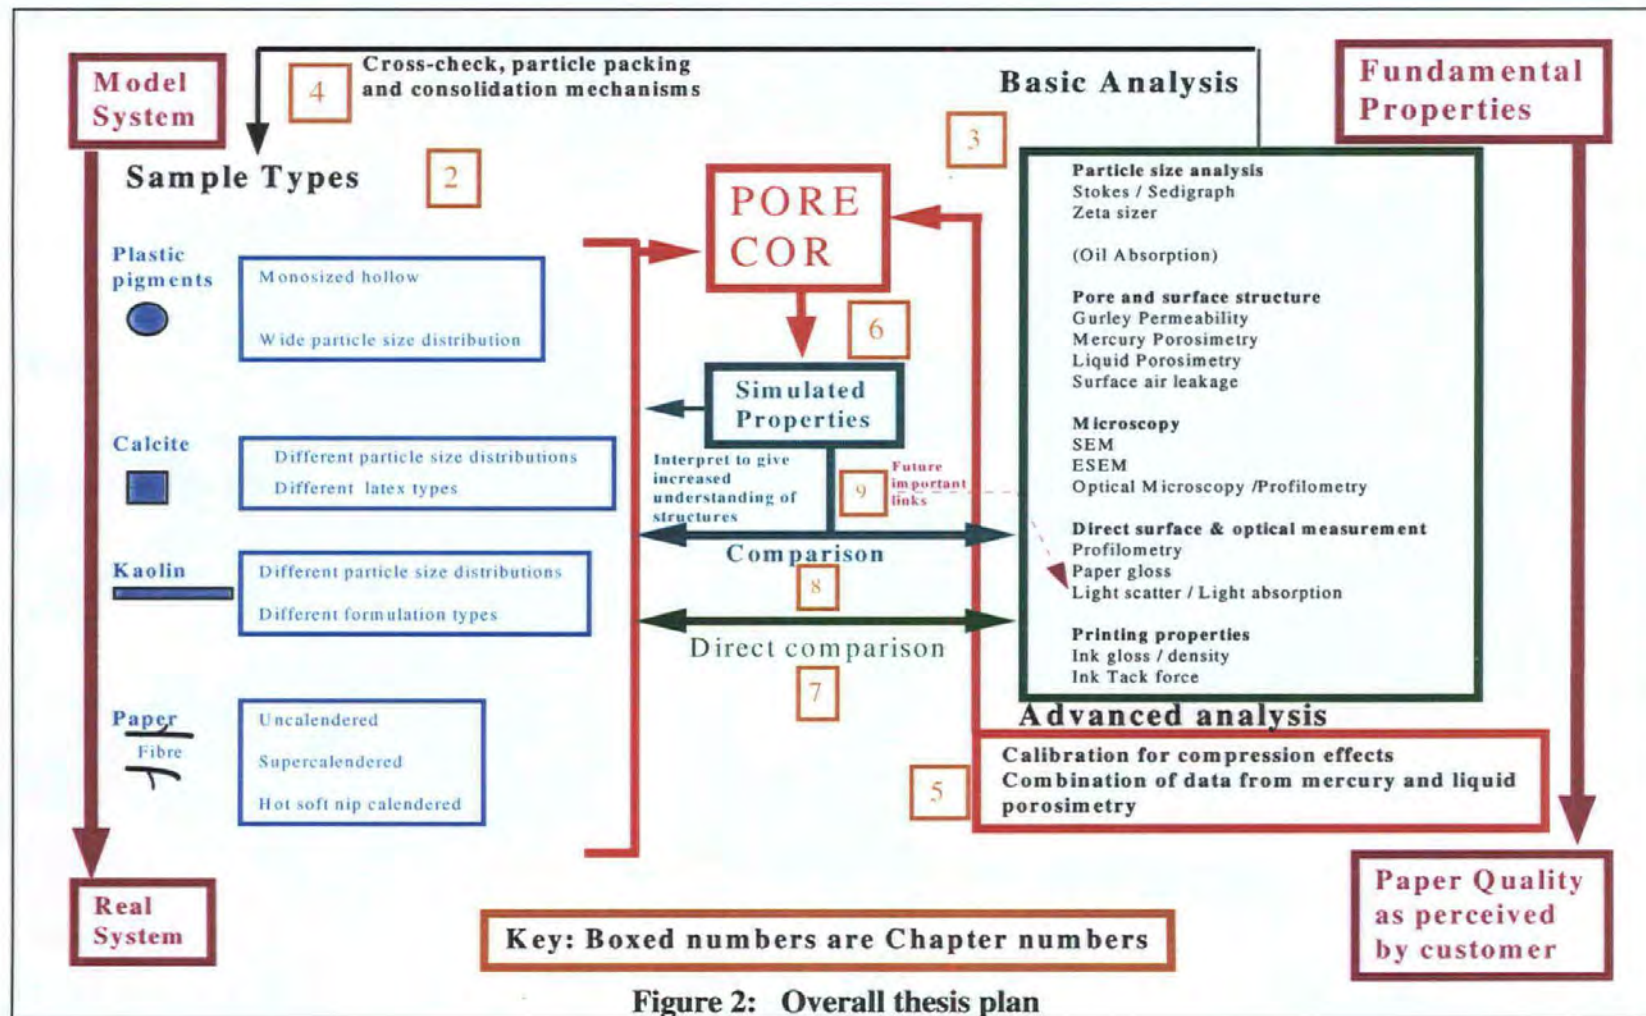 Model
System
4
Cross-check, particle packing
and consolidation mechanisms
Basic Analysis
Fundamental
Properties
Sample Types
2
3
PORE
COR
Plastic
pigments
Monosized hollow
Wide particle size distribution
6
Simulated
Properties
Calcite
Different particle size distributions
Different latex types
Interpret to give
increased
understanding of
structures
9
Future
important
links
Comparison
8
Kaolin
Different particle size distributions
Different formulation types
Direct comparison
7
Paper
Fibre
Uncalendered
Supercalendered
Hot soft nip calendered
Particle size analysis
Stokes / Sedigraph
Zeta sizer
(Oil Absorption)
Pore and surface structure
Gurley Permeability
Mercury Porosimetry
Liquid Porosimetry
Surface air leakage
Microscopy
SEM
ESEM
Optical Microscopy /Profilometry
Direct surface & optical measurement
Profilometry
Paper gloss
Light scatter / Light absorption
Printing properties
Ink gloss / density
Ink Tack force
Advanced analysis
5
Calibration for compression effects
Combination of data from mercury and liquid
porosimetry
Real
System
Key: Boxed numbers are Chapter numbers
Paper Quality
as perceived
by customer
Figure 2: Overall thesis plan